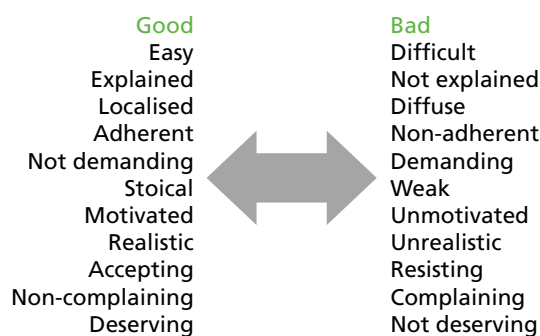 Good
Easy
Explained
Localised
Adherent
Not demanding
Stoical
Motivated
Realistic
Accepting
Non-complaining
Deserving
Bad
Difficult
Not explained
Diffuse
Non-adherent
Demanding
Weak
Unmotivated
Unrealistic
Resisting
Complaining
Not deserving